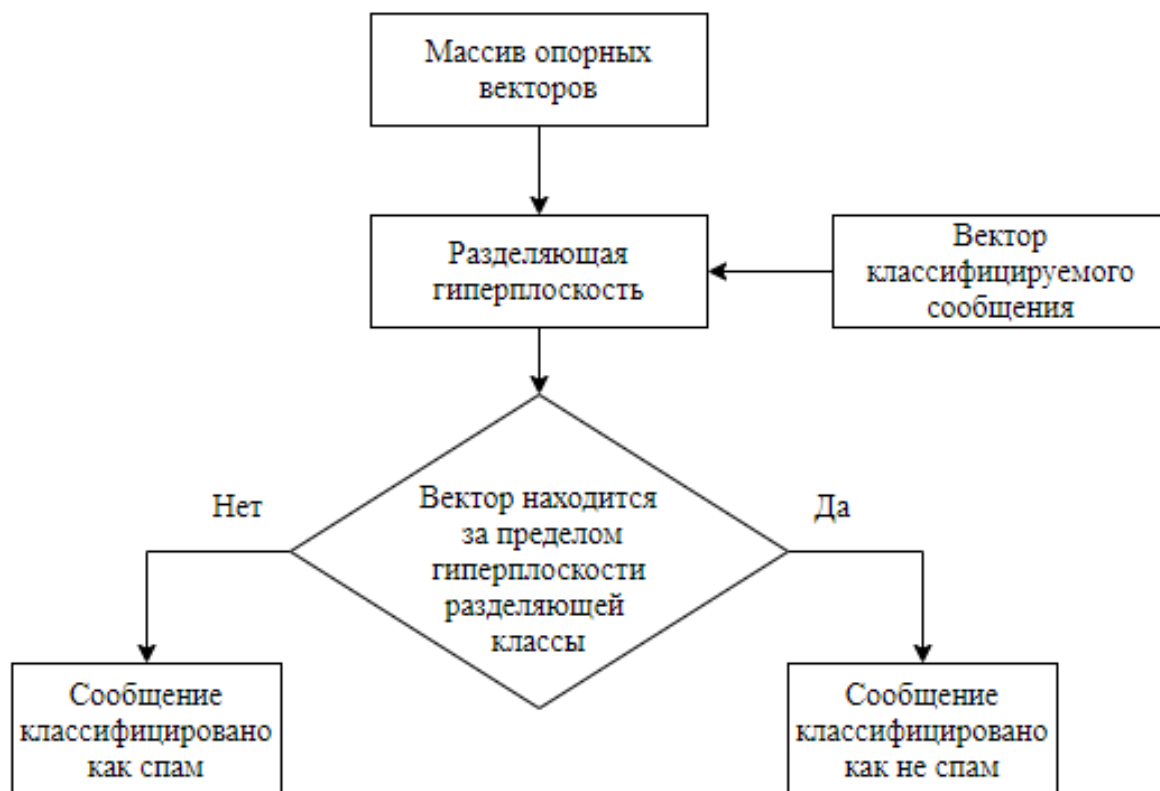 Массив опорных
векторов
Разделяющая
гиперплоскость
Вектор
классифицируемого
сообщения
Нет
Вектор находится
за пределом
гиперплоскости
разделяющей
классы
Да
Сообщение
классифицировано
как спам
Сообщение
классифицировано
как не спам